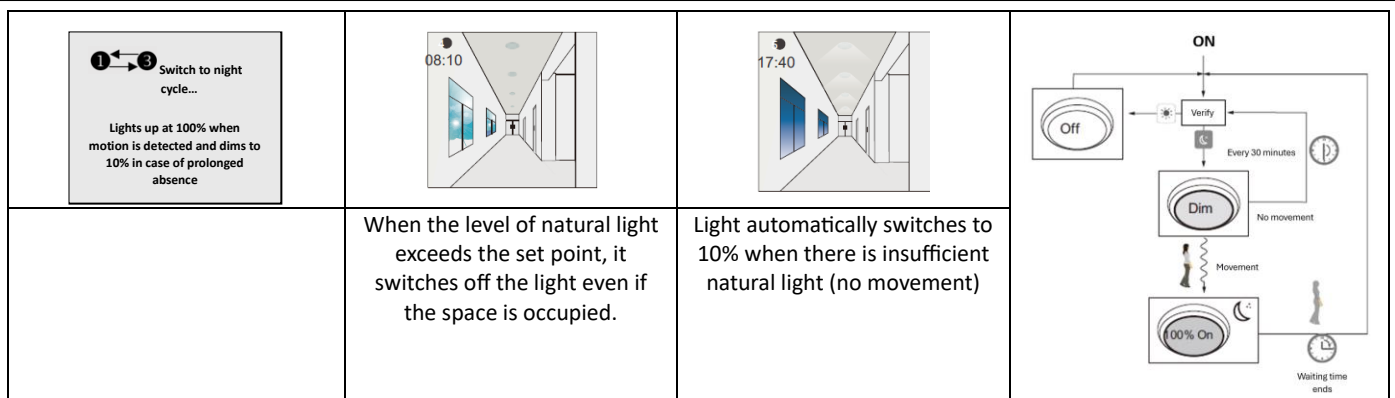 ❶ ❸ Switch to night
cycle…
Lights up at 100% when
motion is detected and dims to
10% in case of prolonged
absence
08:10
17:40
When the level of natural light
exceeds the set point, it
switches off the light even if
the space is occupied.
Light automatically switches to
10% when there is insufficient
natural light (no movement)
ON
Off
Verify
Every 30 minutes
Dim
No movement
Movement
100% On
Waiting time
ends